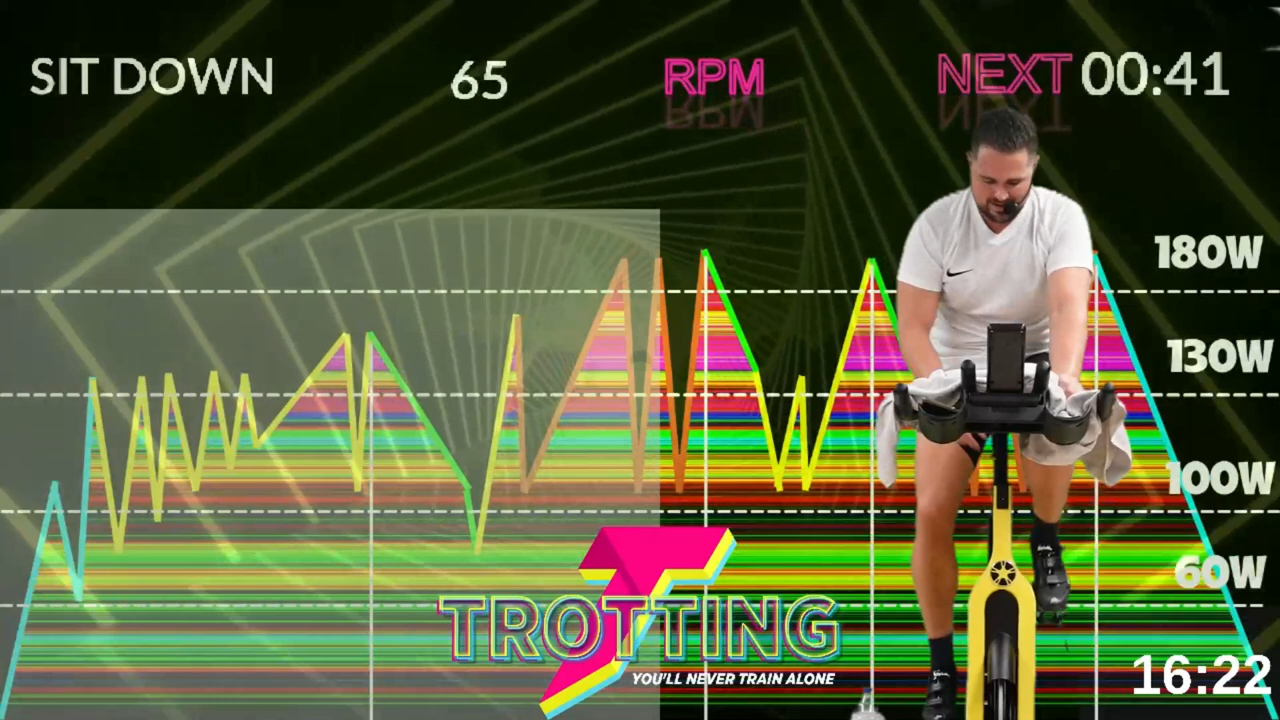 SIT DOWN
65
RPM
NEXT 00:41
180W
130W
100W
60W
TROTTING
YOU'LL NEVER TRAIN ALONE
16:22